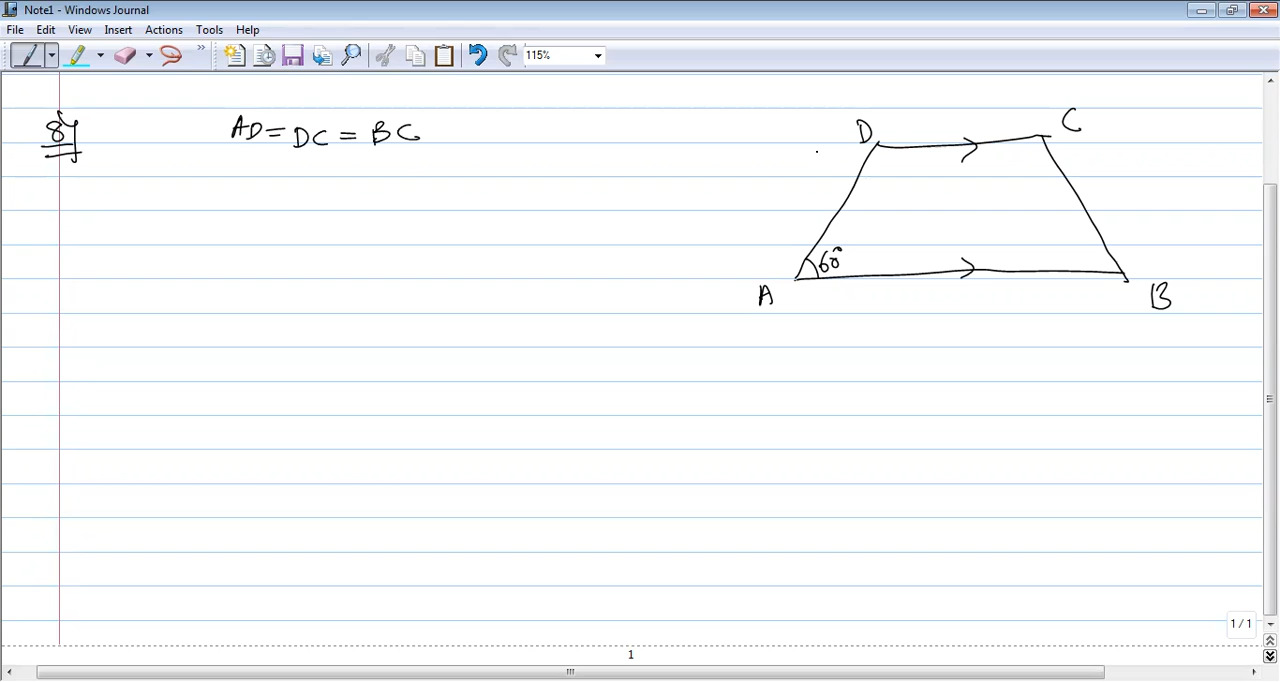 Note1 - Windows Journal
File Edit View Insert Actions Tools Help
» 115%
8)
AD = DC = BC
D C
60°
A B
1 / 1
1